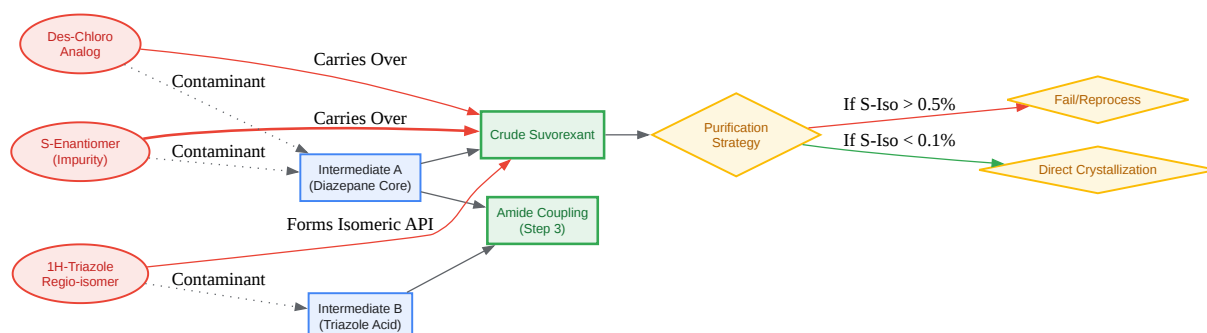 Des-Chloro
Analog
Carries Over
Contaminant
Carries Over
S-Enantiomer
(Impurity)
Contaminant
Crude Suvorexant
Intermediate A
(Diazepane Core)
Amide Coupling
(Step 3)
Forms Isomeric API
1H-Triazole
Regio-isomer
Contaminant
Intermediate B
(Triazole Acid)
Purification
Strategy
If S-Iso > 0.5%
Fail/Reprocess
If S-Iso < 0.1%
Direct Crystallization